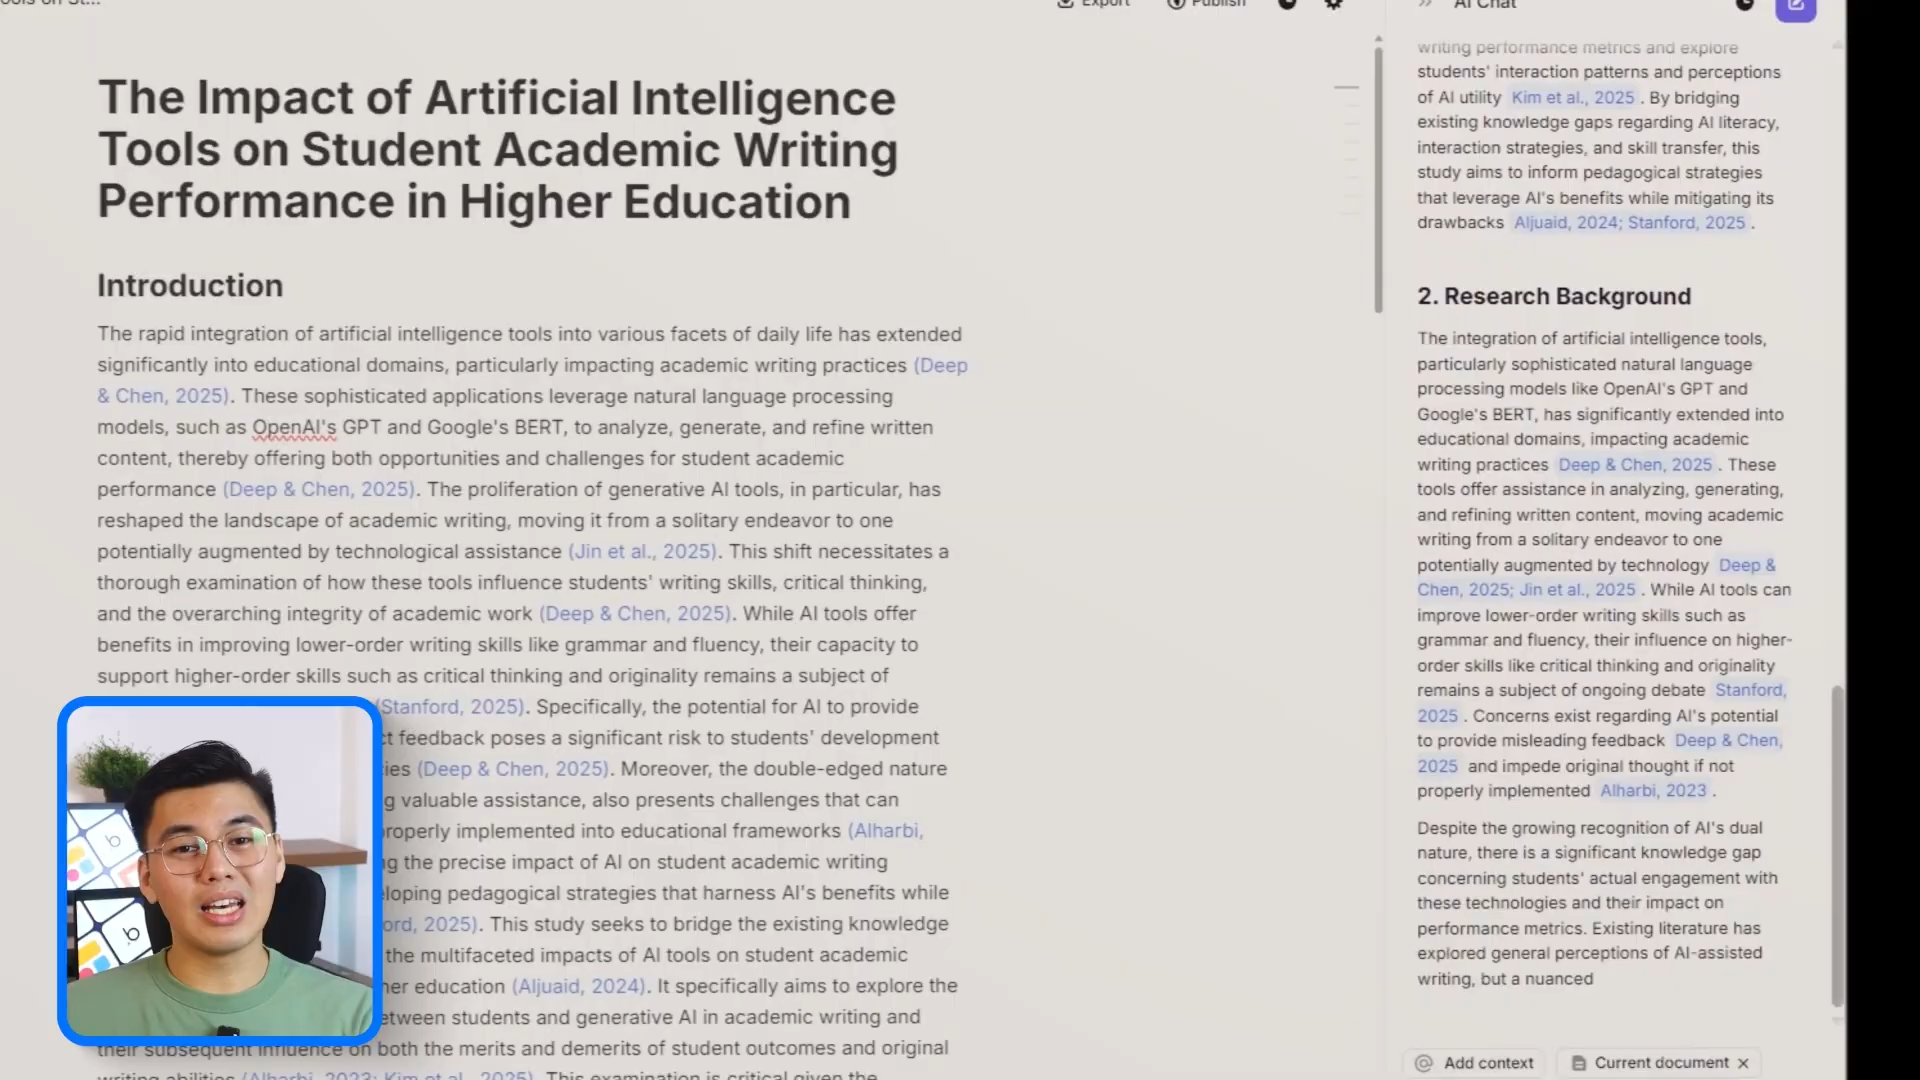 Export
Publish
The Impact of Artificial Intelligence
Tools on Student Academic Writing
Performance in Higher Education
Introduction
The rapid integration of artificial intelligence tools into various facets of daily life has extended
significantly into educational domains, particularly impacting academic writing practices (Deep
& Chen, 2025). These sophisticated applications leverage natural language processing
models, such as OpenAI's GPT and Google's BERT, to analyze, generate, and refine written
content, thereby offering both opportunities and challenges for student academic
performance (Deep & Chen, 2025). The proliferation of generative AI tools, in particular, has
reshaped the landscape of academic writing, moving it from a solitary endeavor to one
potentially augmented by technological assistance (Jin et al., 2025). This shift necessitates a
thorough examination of how these tools influence students' writing skills, critical thinking,
and the overarching integrity of academic work (Deep & Chen, 2025). While AI tools offer
benefits in improving lower-order writing skills like grammar and fluency, their capacity to
support higher-order skills such as critical thinking and originality remains a subject of
(Stanford, 2025). Specifically, the potential for AI to provide
feedback poses a significant risk to students' development
(Deep & Chen, 2025). Moreover, the double-edged nature
valuable assistance, also presents challenges that can
properly implemented into educational frameworks (Alharbi,
the precise impact of AI on student academic writing
pedagogical strategies that harness AI's benefits while
2025). This study seeks to bridge the existing knowledge
the multifaceted impacts of AI tools on student academic
education (Aljuaid, 2024). It specifically aims to explore the
between students and generative AI in academic writing and
their subsequent influence on both the merits and demerits of student outcomes and original
writing abilities (Alharbi, 2023; Kim et al., 2025). This examination is critical given the
AI Chat
writing performance metrics and explore
students' interaction patterns and perceptions
of AI utility Kim et al., 2025 . By bridging
existing knowledge gaps regarding AI literacy,
interaction strategies, and skill transfer, this
study aims to inform pedagogical strategies
that leverage AI's benefits while mitigating its
drawbacks Aljuaid, 2024; Stanford, 2025 .
2. Research Background
The integration of artificial intelligence tools,
particularly sophisticated natural language
processing models like OpenAI's GPT and
Google's BERT, has significantly extended into
educational domains, impacting academic
writing practices Deep & Chen, 2025 . These
tools offer assistance in analyzing, generating,
and refining written content, moving academic
writing from a solitary endeavor to one
potentially augmented by technology Deep &
Chen, 2025; Jin et al., 2025 . While AI tools can
improve lower-order writing skills such as
grammar and fluency, their influence on higher-
order skills like critical thinking and originality
remains a subject of ongoing debate Stanford,
2025 . Concerns exist regarding AI's potential
to provide misleading feedback Deep & Chen,
2025 and impede original thought if not
properly implemented Alharbi, 2023 .
Despite the growing recognition of AI's dual
nature, there is a significant knowledge gap
concerning students' actual engagement with
these technologies and their impact on
performance metrics. Existing literature has
explored general perceptions of AI-assisted
writing, but a nuanced
Add context
Current document